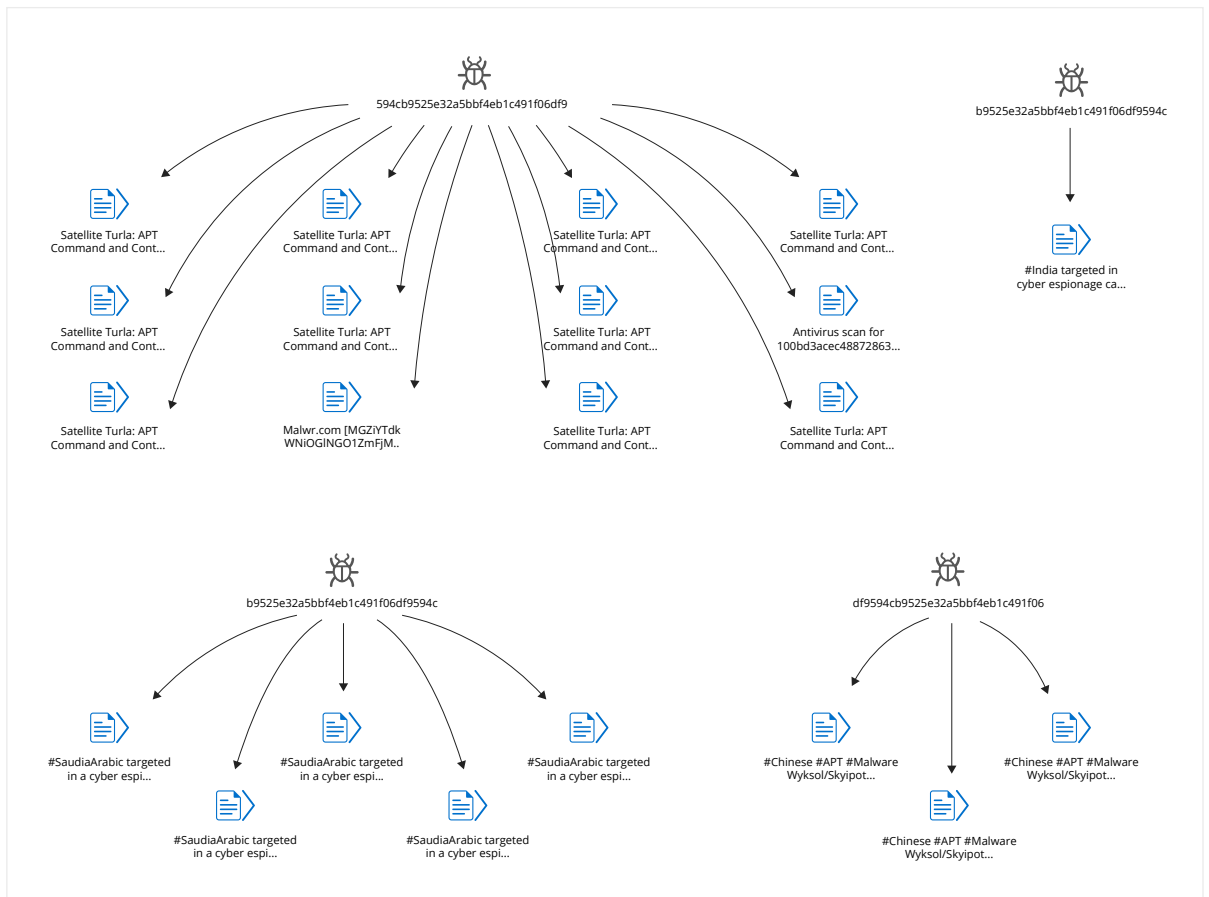 594cb9525e32a5bbf4eb1c491f06df9
b9525e32a5bbf4eb1c491f06df9594c
Satellite Turla: APT
Command and Cont...
Satellite Turla: APT
Command and Cont...
Satellite Turla: APT
Command and Cont...
Satellite Turla: APT
Command and Cont...
#India targeted in
cyber espionage ca...
Satellite Turla: APT
Command and Cont...
Satellite Turla: APT
Command and Cont...
Satellite Turla: APT
Command and Cont...
Antivirus scan for
100bd3acec48872863...
Satellite Turla: APT
Command and Cont...
Malwr.com [MGZiYTdk
WNiOGlNGO1ZmFjM..
Satellite Turla: APT
Command and Cont...
Satellite Turla: APT
Command and Cont...
b9525e32a5bbf4eb1c491f06df9594c
df9594cb9525e32a5bbf4eb1c491f06
#SaudiaArabic targeted
in a cyber espi...
#SaudiaArabic targeted
in a cyber espi...
#SaudiaArabic targeted
in a cyber espi...
#Chinese #APT #Malware
Wyksol/Skyipot...
#Chinese #APT #Malware
Wyksol/Skyipot...
#SaudiaArabic targeted
in a cyber espi...
#SaudiaArabic targeted
in a cyber espi...
#Chinese #APT #Malware
Wyksol/Skyipot...